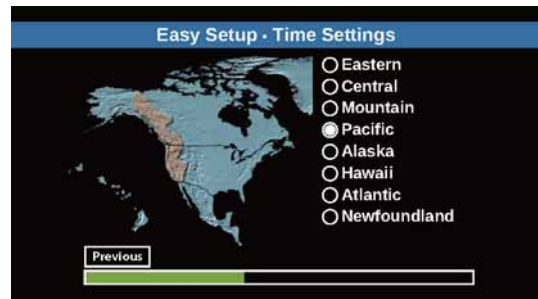 Easy Setup • Time Settings
Eastern
Central
Mountain
Pacific
Alaska
Hawaii
Atlantic
Newfoundland
Previous